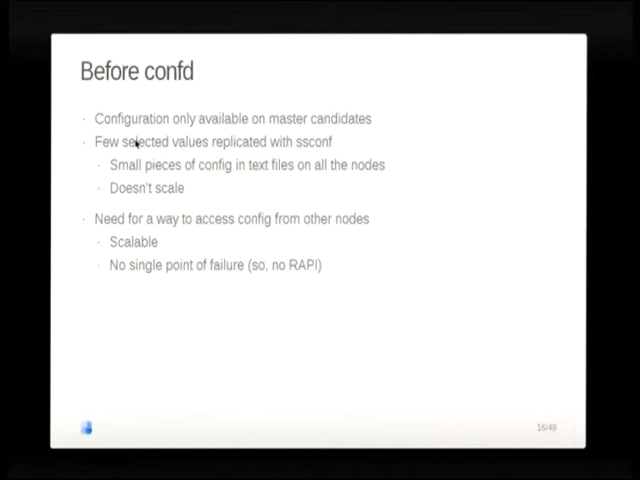 Before confd
· Configuration only available on master candidates
· Few selected values replicated with ssconf
· Small pieces of config in text files on all the nodes
· Doesn't scale
· Need for a way to access config from other nodes
· Scalable
· No single point of failure (so, no RAPI)
16/49